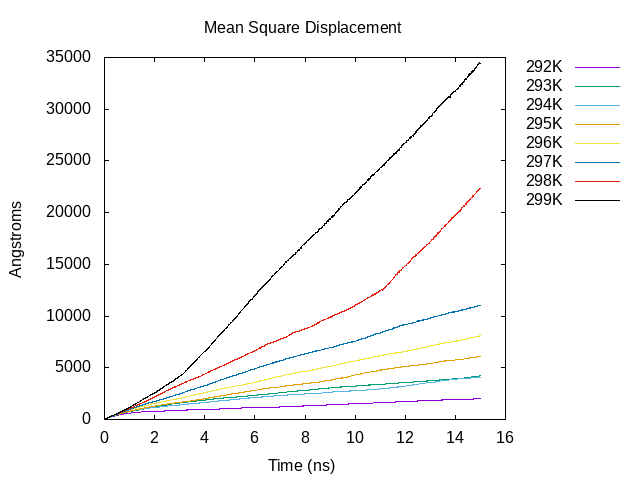 Mean Square Displacement
35000
30000
25000
20000
15000
10000
5000
0
Angstroms
0 2 4 6 8 10 12 14 16
Time (ns)
292K
293K
294K
295K
296K
297K
298K
299K